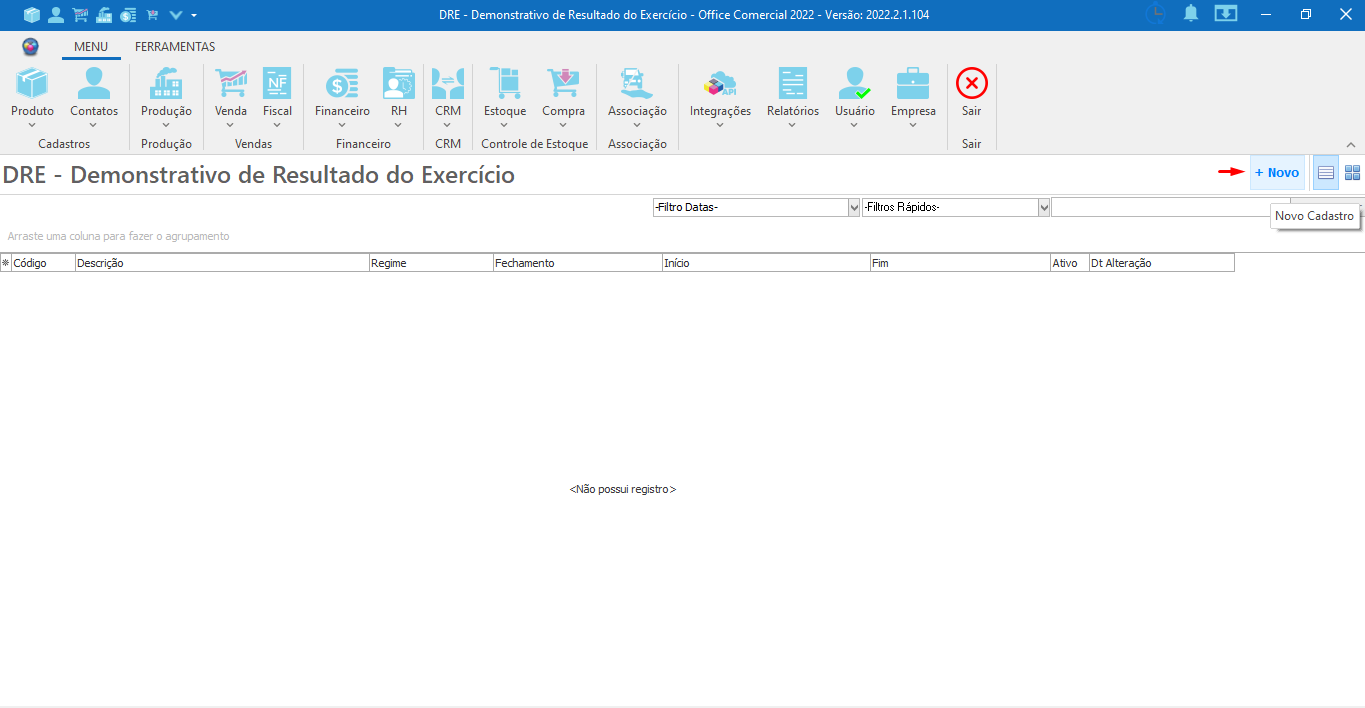 DRE - Demonstrativo de Resultado do Exercício - Office Comercial 2022 - Versão: 2022.2.1.104
MENU FERRAMENTAS
Produto Contatos Produção Venda Fiscal Financeiro RH CRM Estoque Compra Associação Integrações Relatórios Usuário Empresa Sair
NF
API
Cadastros Produção Vendas Financeiro CRM Controle de Estoque Associação Sair
DRE - Demonstrativo de Resultado do Exercício
+ Novo
-Filtro Datas- -Filtros Rápidos-
Novo Cadastro
Arraste uma coluna para fazer o agrupamento
Código Descrição Regime Fechamento Início Fim Ativo Dt Alteração
<Não possui registro>